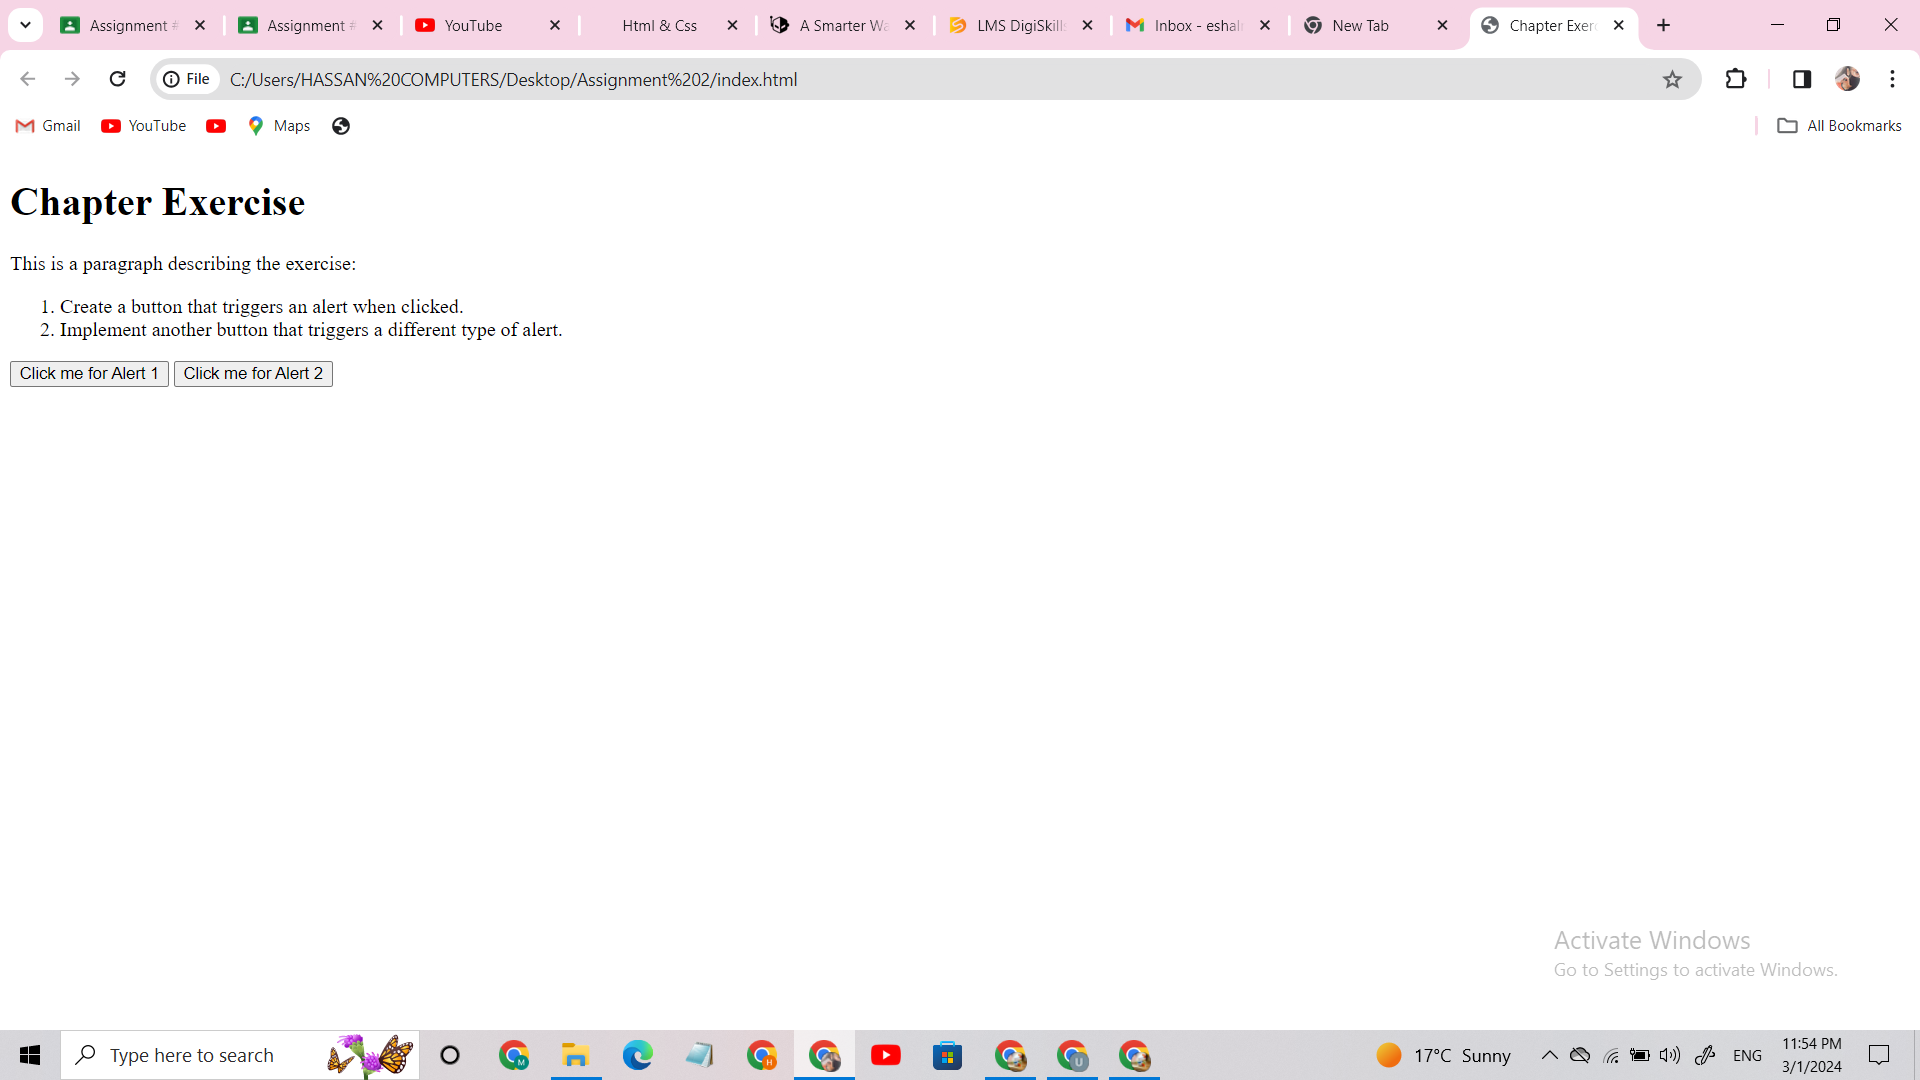 Assignment #
Assignment #
YouTube
Html & Css
A Smarter Wa
LMS DigiSkills
Inbox - eshalr
New Tab
Chapter Exerc
File
C:/Users/HASSAN%20COMPUTERS/Desktop/Assignment%202/index.html
Gmail
YouTube
Maps
All Bookmarks
Chapter Exercise
This is a paragraph describing the exercise:
1. Create a button that triggers an alert when clicked.
2. Implement another button that triggers a different type of alert.
Click me for Alert 1
Click me for Alert 2
Activate Windows
Go to Settings to activate Windows.
Type here to search
M
H
U
17°C Sunny
ENG
11:54 PM
3/1/2024